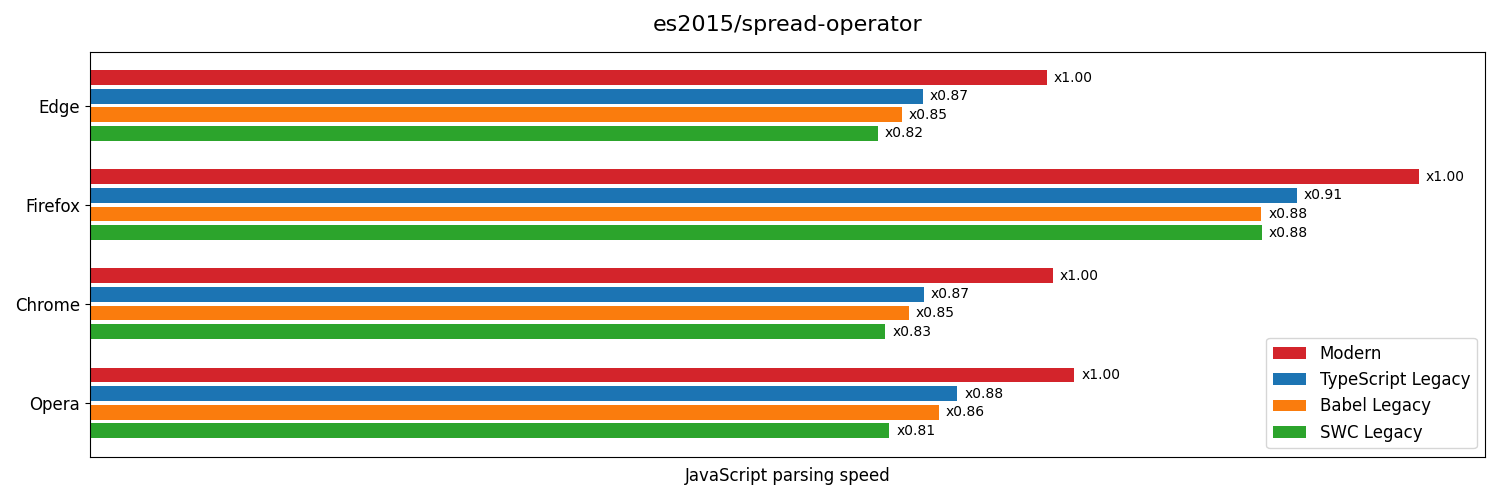 es2015/spread-operator
Edge
x1.00
x0.87
x0.85
x0.82
Firefox
x1.00
x0.91
x0.88
x0.88
Chrome
x1.00
x0.87
x0.85
x0.83
Opera
x1.00
x0.88
x0.86
x0.81
Modern
TypeScript Legacy
Babel Legacy
SWC Legacy
JavaScript parsing speed